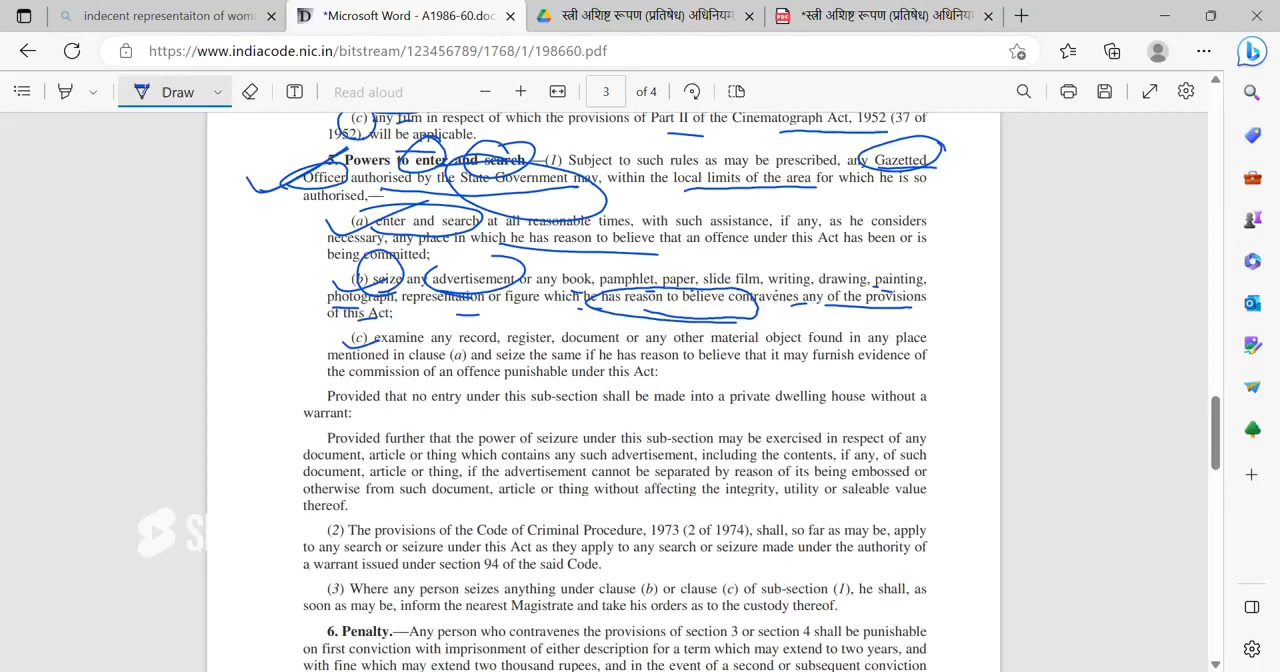 indecent representaiton of wom
*Microsoft Word - A1986-60.doc
स्त्री अशिष्ट रूपण (प्रतिषेध) अधिनियम
*स्त्री अशिष्ट रूपण (प्रतिषेध) अधिनिय
https://www.indiacode.nic.in/bitstream/123456789/1768/1/198660.pdf
Draw
Read aloud
3 of 4
(c) any film in respect of which the provisions of Part II of the Cinematograph Act, 1952 (37 of
1952), will be applicable.
5. Powers to enter and search.—(1) Subject to such rules as may be prescribed, any Gazetted
Officer authorised by the State Government may, within the local limits of the area for which he is so
authorised,—
(a) enter and search at all reasonable times, with such assistance, if any, as he considers
necessary, any place in which he has reason to believe that an offence under this Act has been or is
being committed;
(b) seize any advertisement or any book, pamphlet, paper, slide film, writing, drawing, painting,
photograph, representation or figure which he has reason to believe contravenes any of the provisions
of this Act;
(c) examine any record, register, document or any other material object found in any place
mentioned in clause (a) and seize the same if he has reason to believe that it may furnish evidence of
the commission of an offence punishable under this Act:
Provided that no entry under this sub-section shall be made into a private dwelling house without a
warrant:
Provided further that the power of seizure under this sub-section may be exercised in respect of any
document, article or thing which contains any such advertisement, including the contents, if any, of such
document, article or thing, if the advertisement cannot be separated by reason of its being embossed or
otherwise from such document, article or thing without affecting the integrity, utility or saleable value
thereof.
(2) The provisions of the Code of Criminal Procedure, 1973 (2 of 1974), shall, so far as may be, apply
to any search or seizure under this Act as they apply to any search or seizure made under the authority of
a warrant issued under section 94 of the said Code.
(3) Where any person seizes anything under clause (b) or clause (c) of sub-section (1), he shall, as
soon as may be, inform the nearest Magistrate and take his orders as to the custody thereof.
6. Penalty.—Any person who contravenes the provisions of section 3 or section 4 shall be punishable
on first conviction with imprisonment of either description for a term which may extend to two years, and
with fine which may extend two thousand rupees, and in the event of a second or subsequent conviction